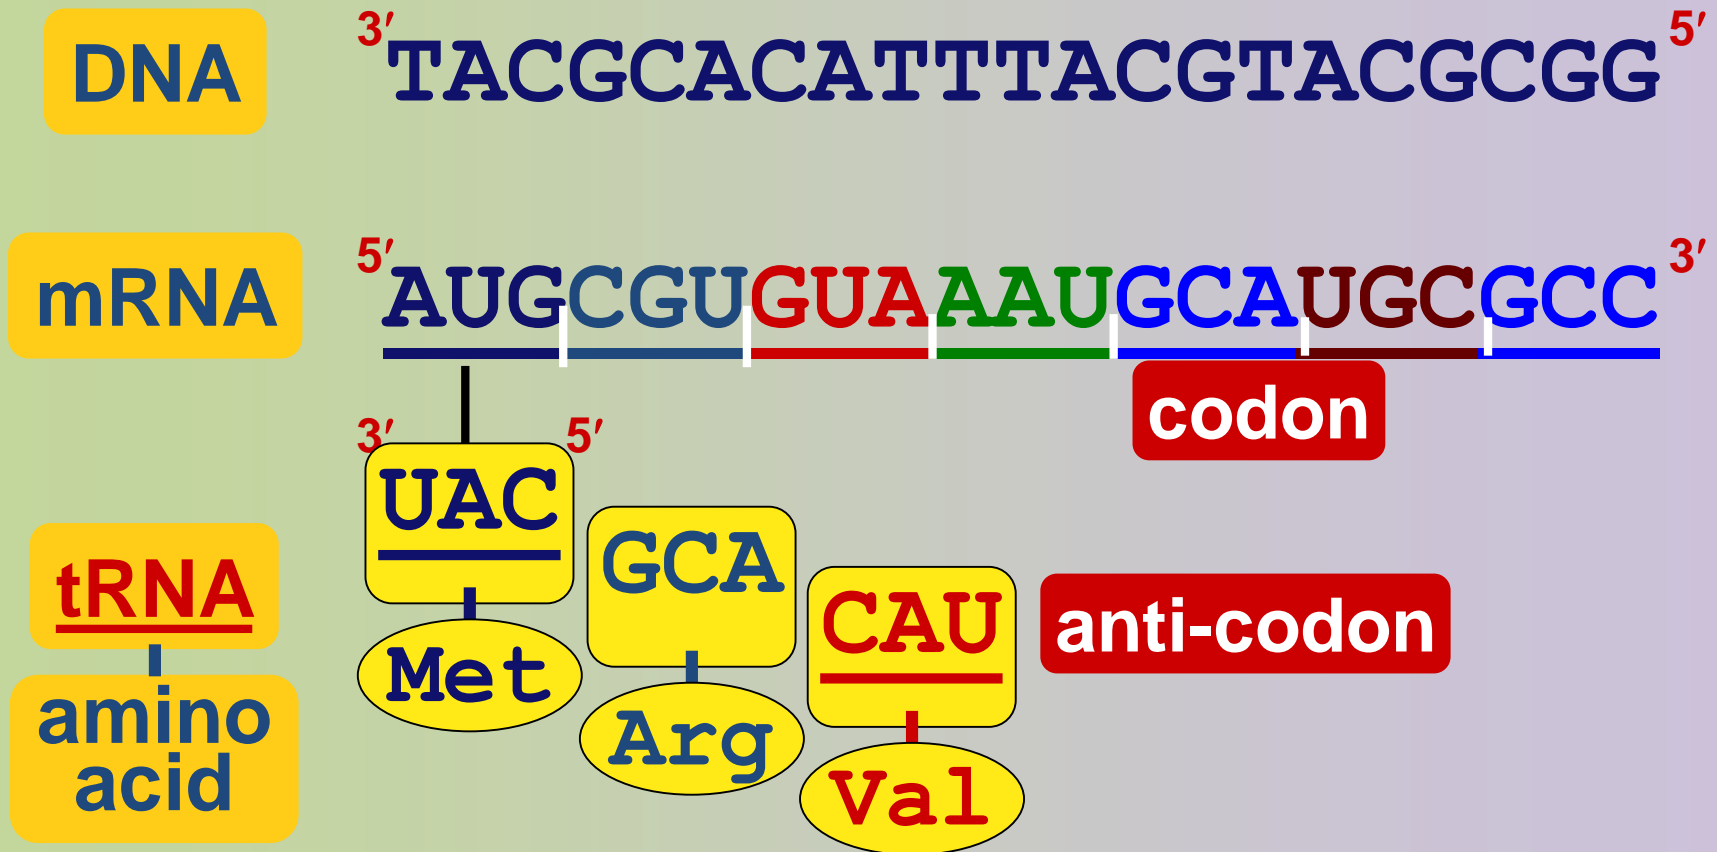 DNA
3′ TACGCACATTTACGTACGCGG 5′
mRNA
5′ AUGCGUGUAAAUGCAUGCGCC 3′
codon
3′ 5′
UAC
GCA
CAU
anti-codon
tRNA
Met
Arg
Val
amino
acid